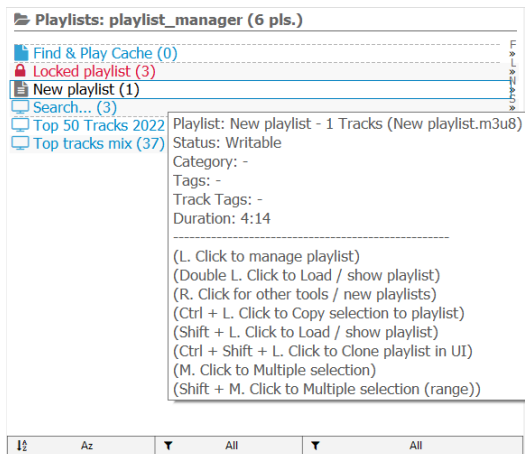 Playlists: playlist_manager (6 pls.)
Find & Play Cache (0)
Locked playlist (3)
New playlist (1)
Search... (3)
Top 50 Tracks 2022
Top tracks mix (37)
F
»
L
»
N
»
S
»
Playlist: New playlist - 1 Tracks (New playlist.m3u8)
Status: Writable
Category: -
Tags: -
Track Tags: -
Duration: 4:14
--------------------------------------------------
(L. Click to manage playlist)
(Double L. Click to Load / show playlist)
(R. Click for other tools / new playlists)
(Ctrl + L. Click to Copy selection to playlist)
(Shift + L. Click to Load / show playlist)
(Ctrl + Shift + L. Click to Clone playlist in UI)
(M. Click to Multiple selection)
(Shift + M. Click to Multiple selection (range))
Az All All